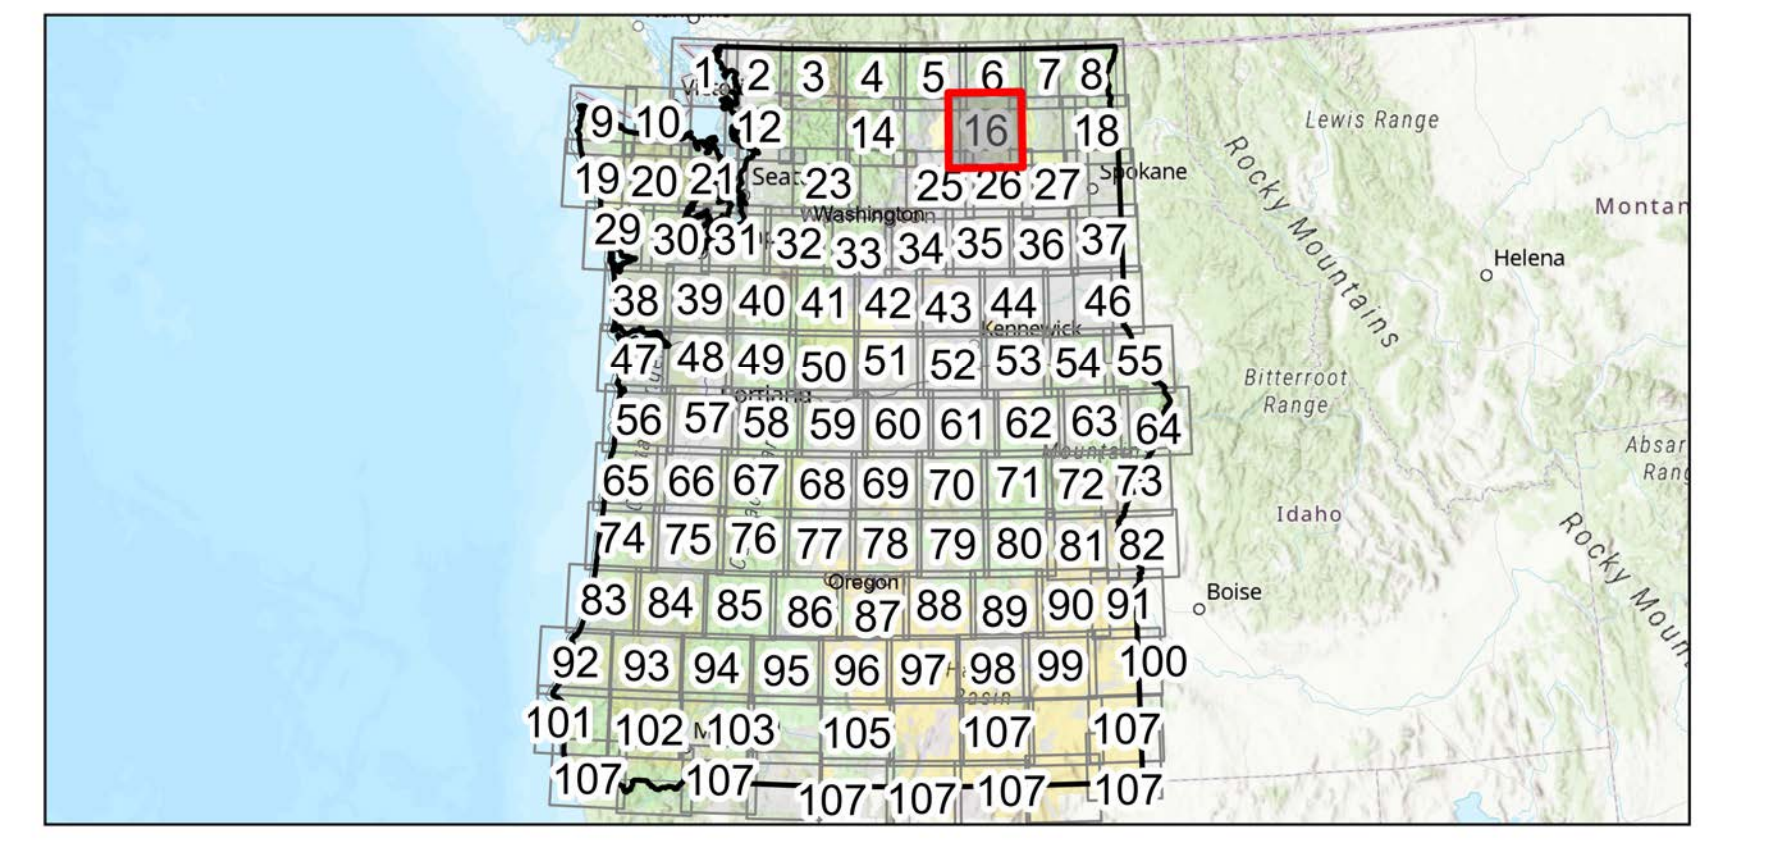 1 2 3 4 5 6 7 8
9 10 12 14 16 18
Lewis Range
19 20 21 23 25 26 27 Spokane
Rocky Mountains
Washington
29 30 31 32 33 34 35 36 37
Helena
38 39 40 41 42 43 44 46
Kennewick
47 48 49 50 51 52 53 54 55
Bitterroot
Range
Portland
56 57 58 59 60 61 62 63 64
65 66 67 68 69 70 71 72 73
Idaho
74 75 76 77 78 79 80 81 82
Oregon
Boise
83 84 85 86 87 88 89 90 91
92 93 94 95 96 97 98 99 100
101 102 103 105 107 107
107 107 107 107 107 107